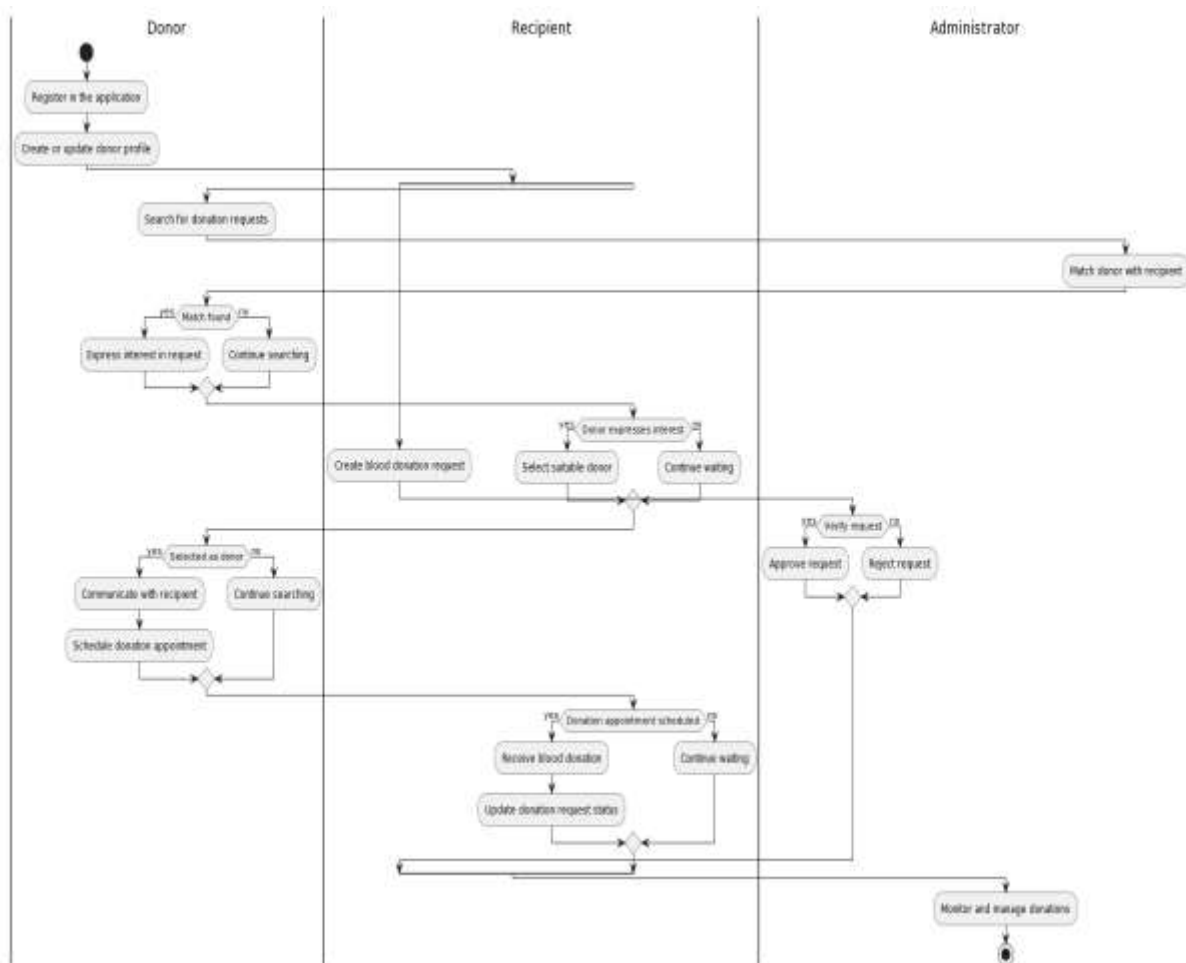 Donor
Recipient
Administrator
Register in the application
Create or update donor profile
Search for donation requests
Match donor with recipient
yes
Match found
no
Express interest in request
Continue searching
yes
Donor expresses interest
no
Create blood donation request
Select suitable donor
Continue waiting
yes
Verify request
no
Approve request
Reject request
yes
Selected as donor
no
Communicate with recipient
Continue searching
Schedule donation appointment
yes
Donation appointment scheduled
no
Receive blood donation
Continue waiting
Update donation request status
Monitor and manage donations